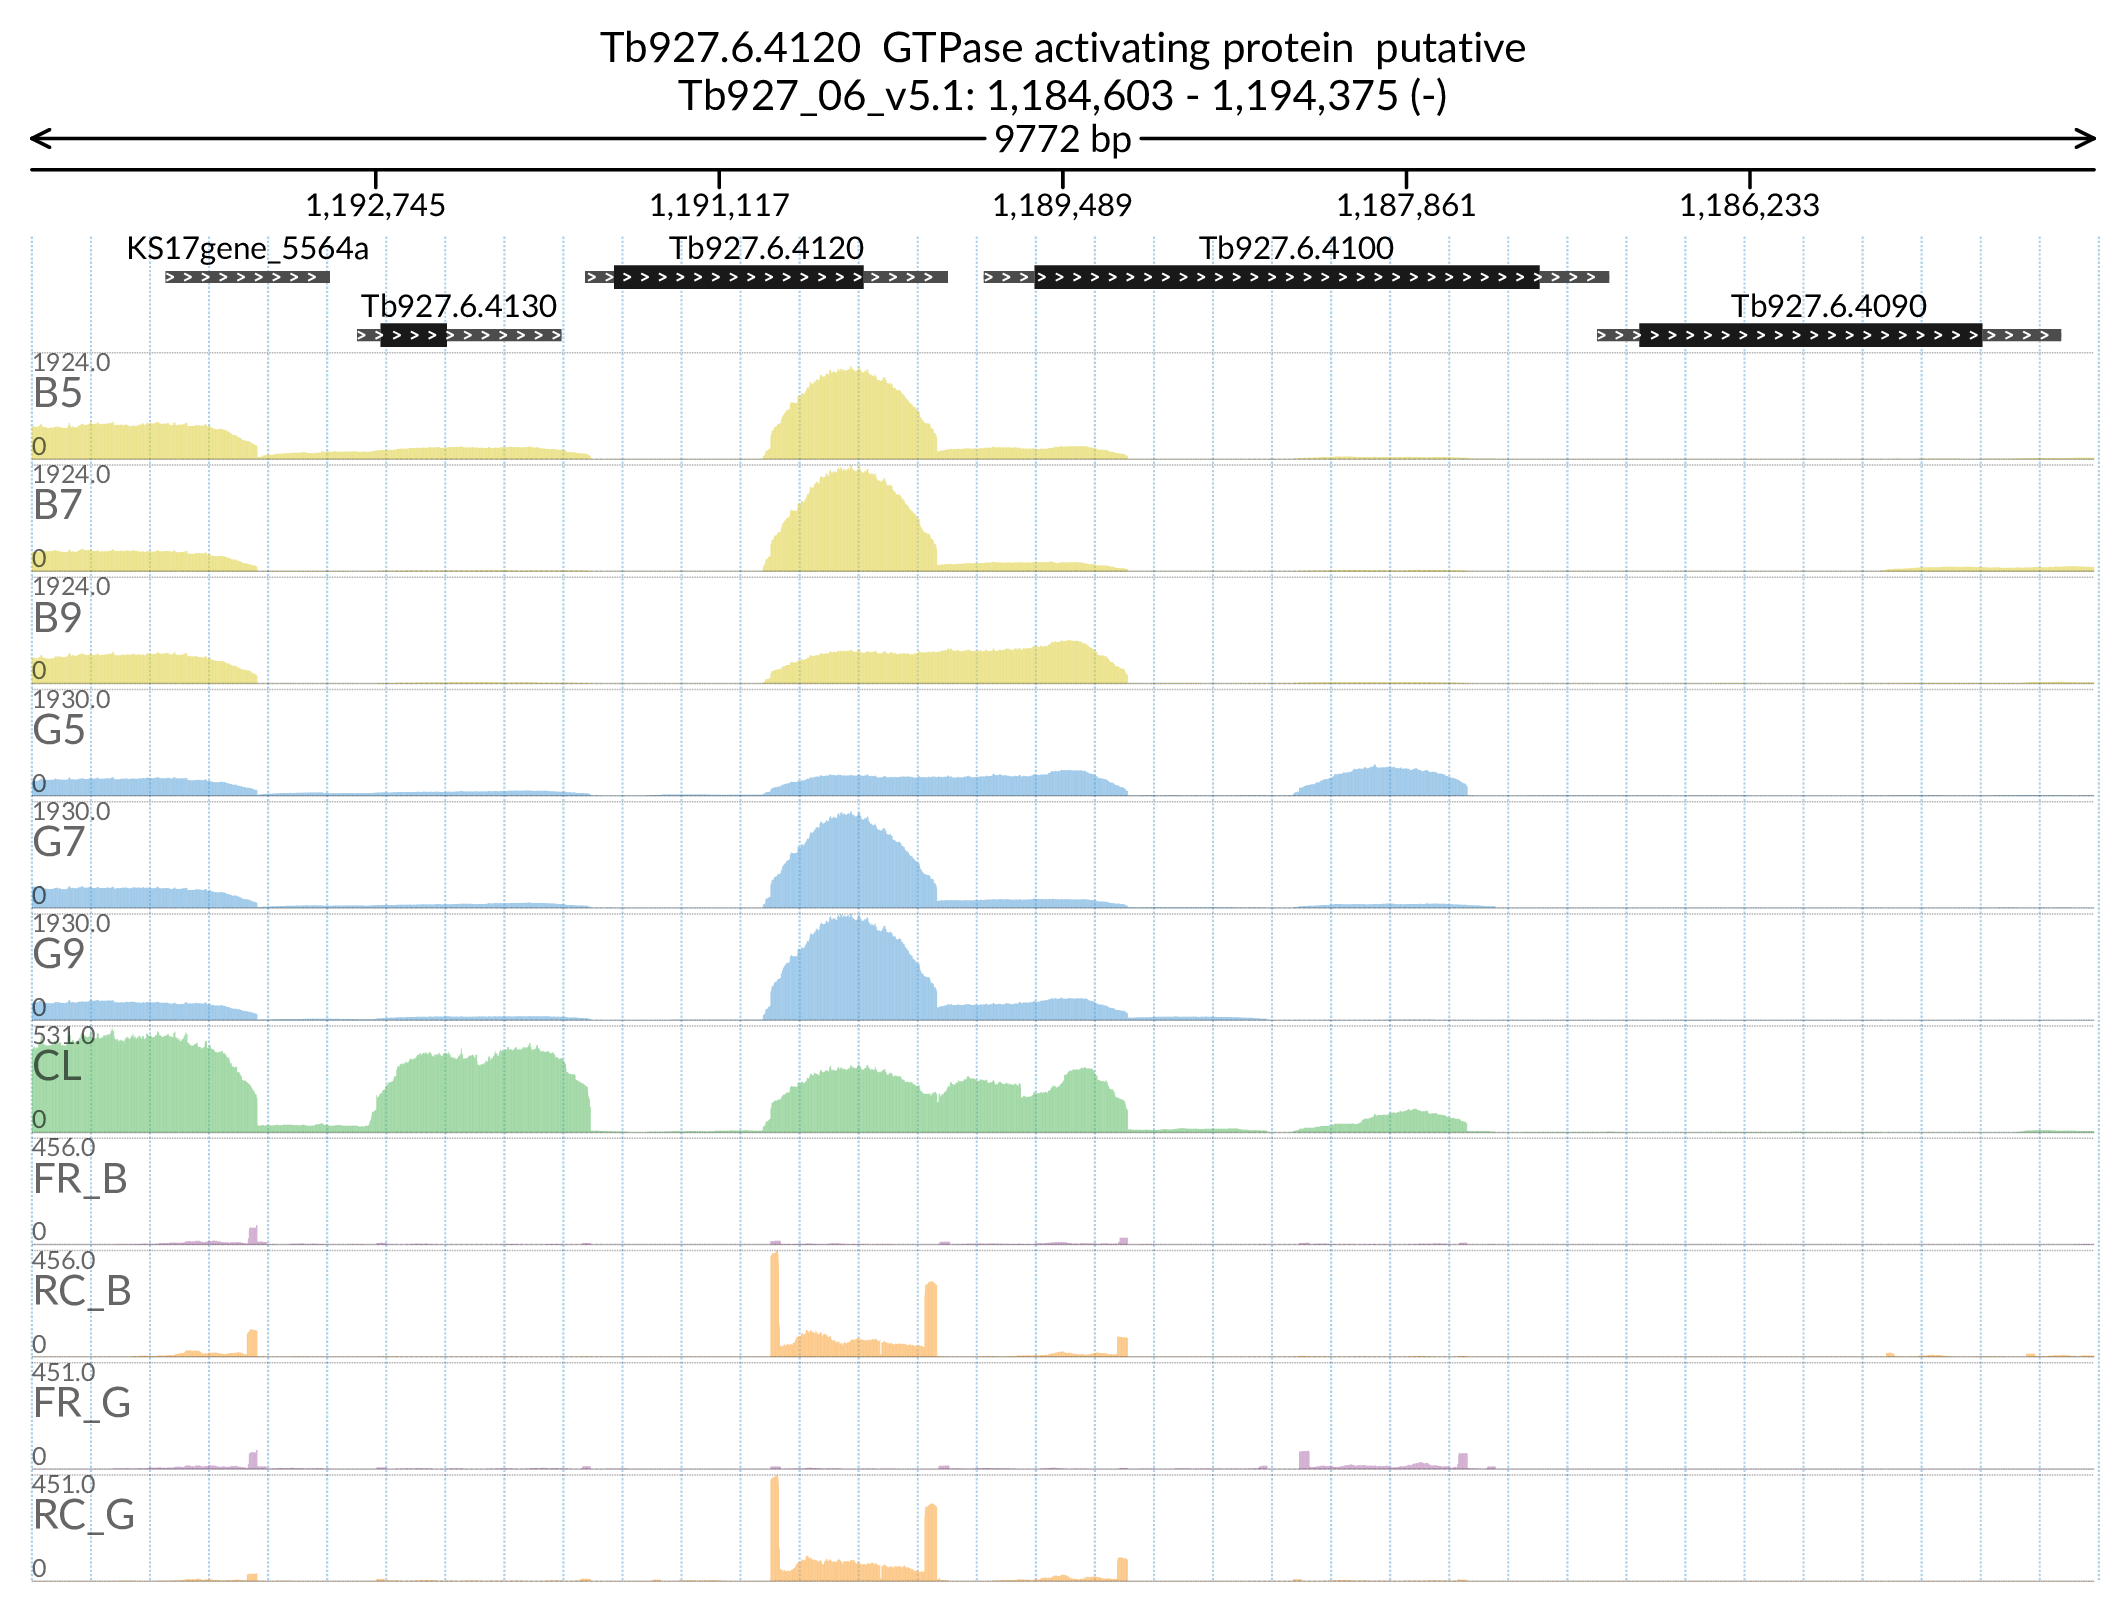 Tb927.6.4120  GTPase activating protein  putative
Tb927_06_v5.1: 1,184,603 - 1,194,375 (-)
9772 bp
1,192,745 1,191,117 1,189,489 1,187,861 1,186,233
KS17gene_5564a Tb927.6.4120 Tb927.6.4100
Tb927.6.4130 Tb927.6.4090
1924.0
B5
0
1924.0
B7
0
1924.0
B9
0
1930.0
G5
0
1930.0
G7
0
1930.0
G9
0
531.0
CL
0
456.0
FR_B
0
456.0
RC_B
0
451.0
FR_G
0
451.0
RC_G
0